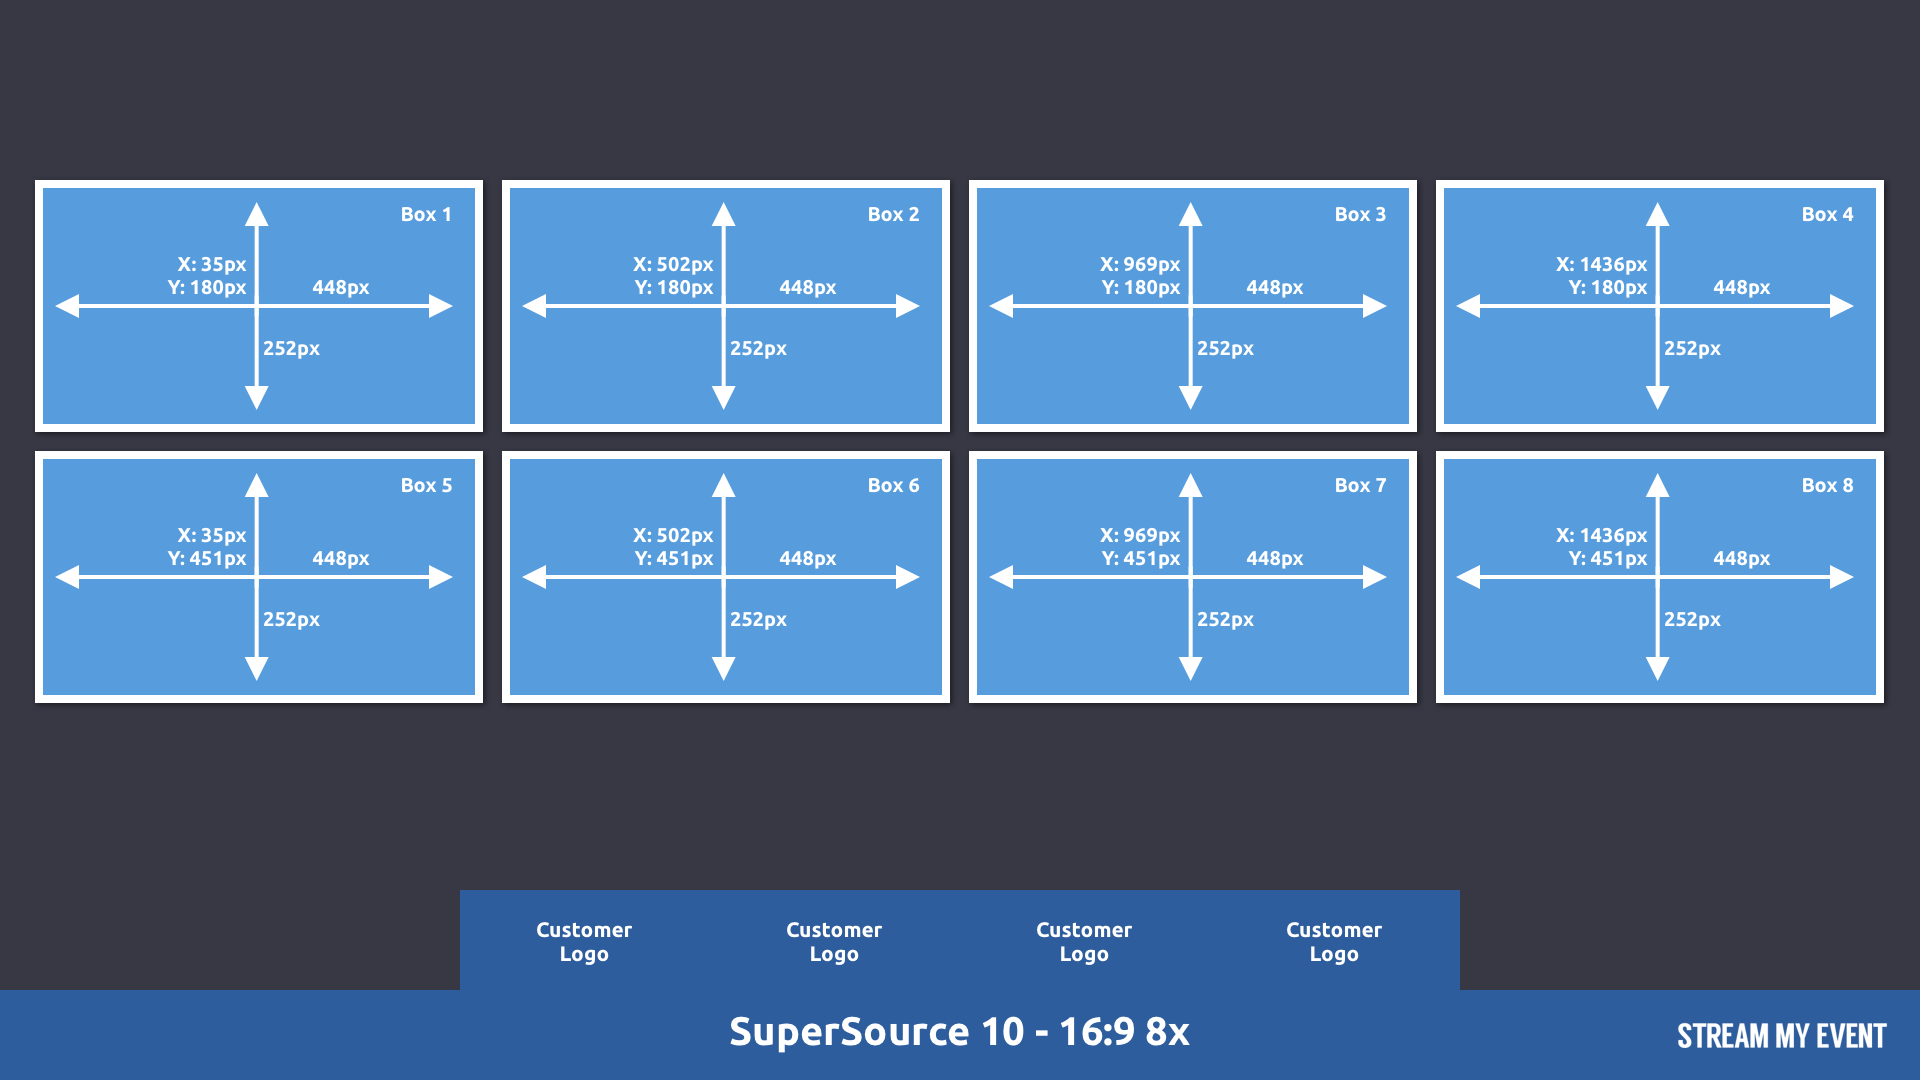 Box 1
X: 35px
Y: 180px
448px
252px
Box 2
X: 502px
Y: 180px
448px
252px
Box 3
X: 969px
Y: 180px
448px
252px
Box 4
X: 1436px
Y: 180px
448px
252px
Box 5
X: 35px
Y: 451px
448px
252px
Box 6
X: 502px
Y: 451px
448px
252px
Box 7
X: 969px
Y: 451px
448px
252px
Box 8
X: 1436px
Y: 451px
448px
252px
Customer
Logo
Customer
Logo
Customer
Logo
Customer
Logo
SuperSource 10 - 16:9 8x
STREAM MY EVENT